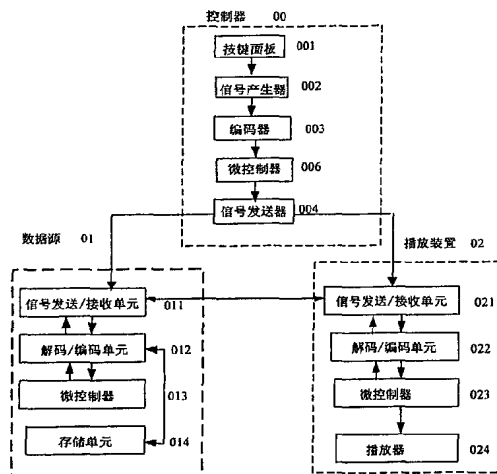 控制器 00
按键面板 001
信号产生器 002
编码器 003
微控制器 006
信号发送器 004
数据源 01
信号发送/接收单元 011
解码/编码单元 012
微控制器 013
存储单元 014
播放装置 02
信号发送/接收单元 021
解码/编码单元 022
微控制器 023
播放器 024